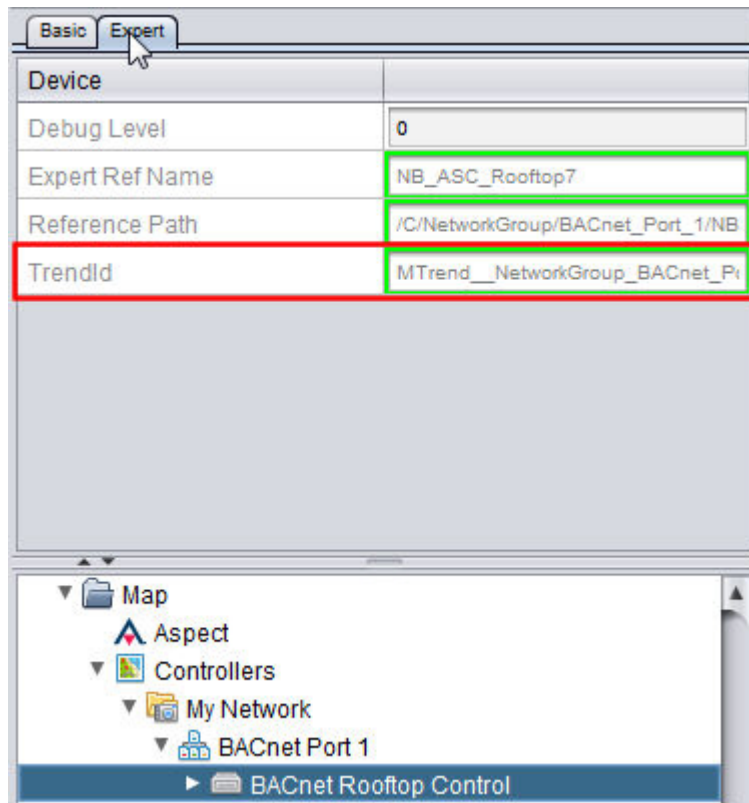 Basic Expert
Device
Debug Level 0
Expert Ref Name NB_ASC_Rooftop7
Reference Path /C/NetworkGroup/BACnet_Port_1/NB
TrendId MTrend__NetworkGroup_BACnet_Po
Map
Aspect
Controllers
My Network
BACnet Port 1
BACnet Rooftop Control